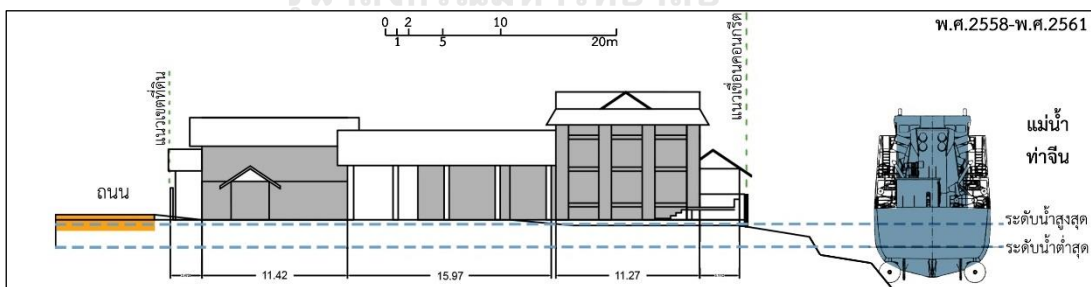 0 2 10
1 5 20m
พ.ศ.2558-พ.ศ.2561
แนวเขตที่ดิน
แนวเขื่อนคอนกรีต
แม่น้ำ
ท่าจีน
ถนน
ระดับน้ำสูงสุด
ระดับน้ำต่ำสุด
11.42 15.97 11.27